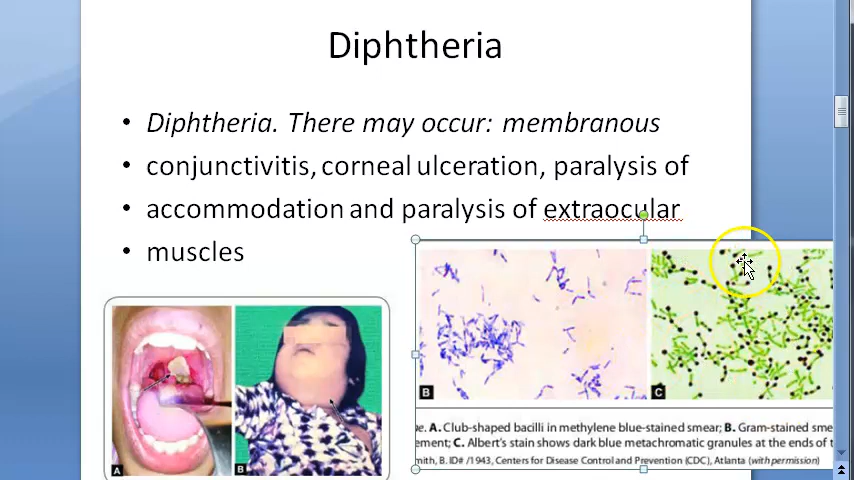 Diphtheria
• Diphtheria. There may occur: membranous
• conjunctivitis, corneal ulceration, paralysis of
• accommodation and paralysis of extraocular
• muscles
A
B
B
C
e. A. Club-shaped bacilli in methylene blue-stained smear; B. Gram-stained sme
ement; C. Albert's stain shows dark blue metachromatic granules at the ends of t
mith, B. ID# /1943, Centers for Disease Control and Prevention (CDC), Atlanta (with permission)